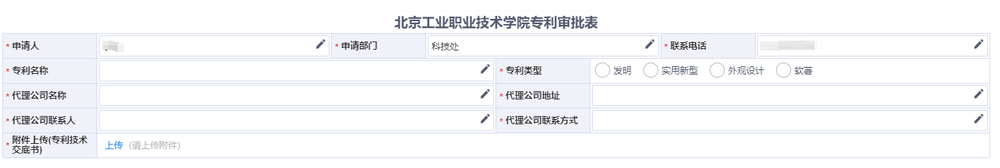 北京工业职业技术学院专利审批表
* 申请人
* 申请部门 科技处
* 联系电话
* 专利名称
* 专利类型 发明 实用新型 外观设计 软著
* 代理公司名称
* 代理公司地址
* 代理公司联系人
* 代理公司联系方式
* 附件上传(专利技术
交底书)
上传 (请上传附件)